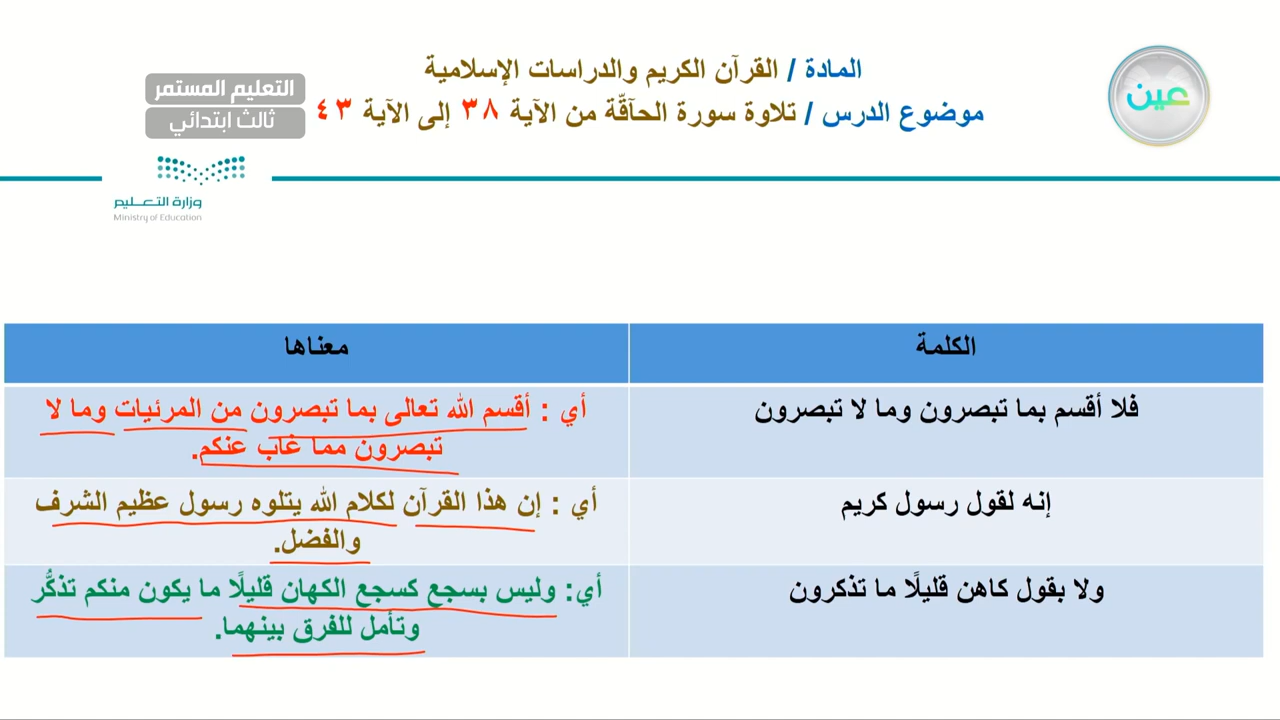 المادة / القرآن الكريم والدراسات الإسلامية
موضوع الدرس / تلاوة سورة الحآقّة من الآية ٣٨ إلى الآية ٤٣
عين
التعليم المستمر
ثالث ابتدائي
وزارة التعـــليم
Ministry of Education
الكلمة
معناها
فلا أقسم بما تبصرون وما لا تبصرون
أي : أقسم الله تعالى بما تبصرون من المرئيات وما لا
تبصرون مما غاب عنكم.
إنه لقول رسول كريم
أي : إن هذا القرآن لكلام الله يتلوه رسول عظيم الشرف
والفضل.
ولا بقول كاهن قليلًا ما تذكرون
أي: وليس بسجع كسجع الكهان قليلًا ما يكون منكم تذكُّر
وتأمل للفرق بينهما.